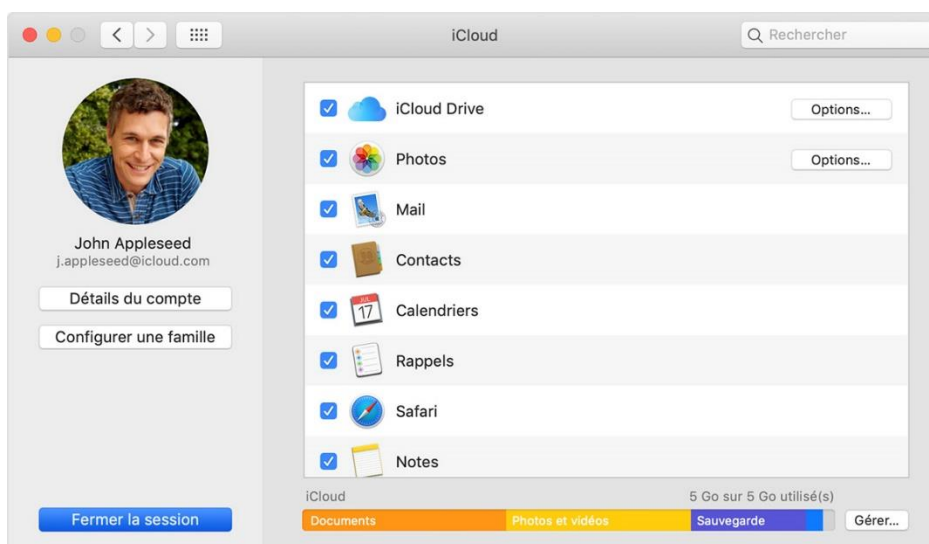 iCloud
Rechercher
John Appleseed
j.appleseed@icloud.com
Détails du compte
Configurer une famille
Fermer la session
iCloud Drive
Options...
Photos
Options...
Mail
Contacts
JUL
17
Calendriers
Rappels
Safari
Notes
iCloud
5 Go sur 5 Go utilisé(s)
Documents
Photos et vidéos
Sauvegarde
Gérer...